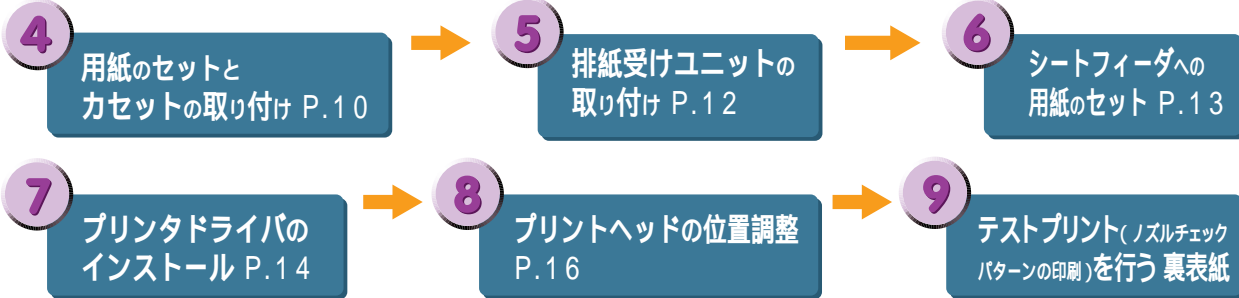 4
用紙のセットと
カセットの取り付け P.10
5
排紙受けユニットの
取り付け P.12
6
シートフィーダへの
用紙のセット P.13
7
プリンタドライバの
インストール P.14
8
プリントヘッドの位置調整
P.16
9
テストプリント(ノズルチェック
パターンの印刷)を行う 裏表紙